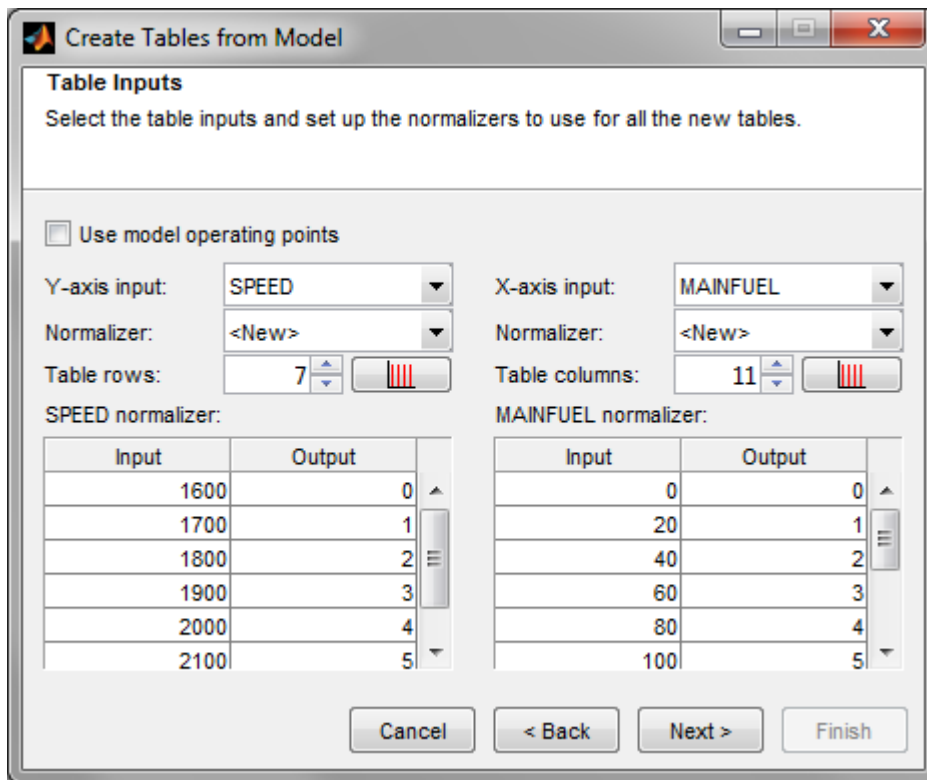 Create Tables from Model
Table Inputs
Select the table inputs and set up the normalizers to use for all the new tables.
Use model operating points
Y-axis input: SPEED X-axis input: MAINFUEL
Normalizer: <New> Normalizer: <New>
Table rows: 7 Table columns: 11
SPEED normalizer: MAINFUEL normalizer:
Input Output Input Output
1600 0 0 0
1700 1 20 1
1800 2 40 2
1900 3 60 3
2000 4 80 4
2100 5 100 5
Cancel < Back Next > Finish